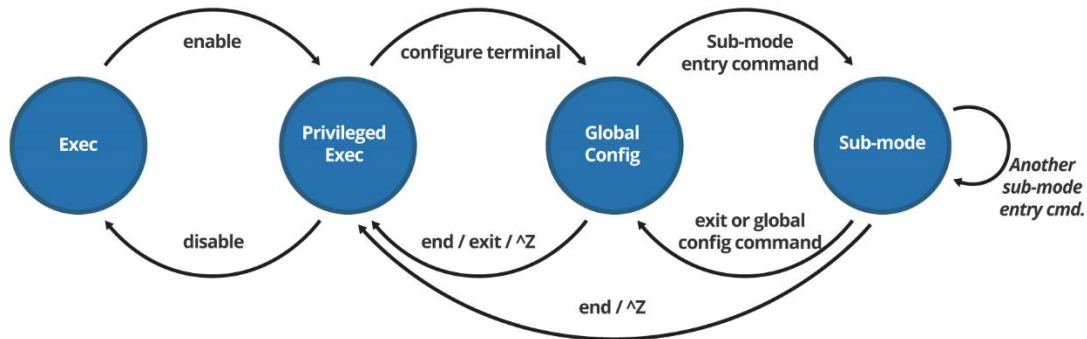 enable
configure terminal
Sub-mode
entry command
Exec
Privileged
Exec
Global
Config
Sub-mode
Another
sub-mode
entry cmd.
disable
end / exit / ^Z
exit or global
config command
end / ^Z